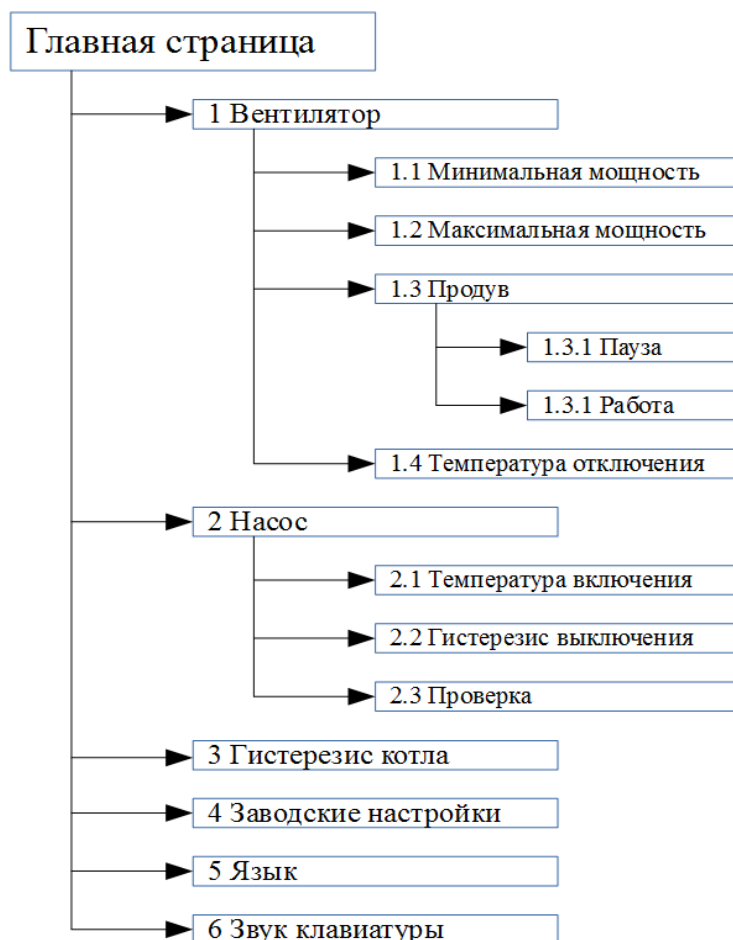 Главная страница
1 Вентилятор
1.1 Минимальная мощность
1.2 Максимальная мощность
1.3 Продув
1.3.1 Пауза
1.3.1 Работа
1.4 Температура отключения
2 Насос
2.1 Температура включения
2.2 Гистерезис выключения
2.3 Проверка
3 Гистерезис котла
4 Заводские настройки
5 Язык
6 Звук клавиатуры